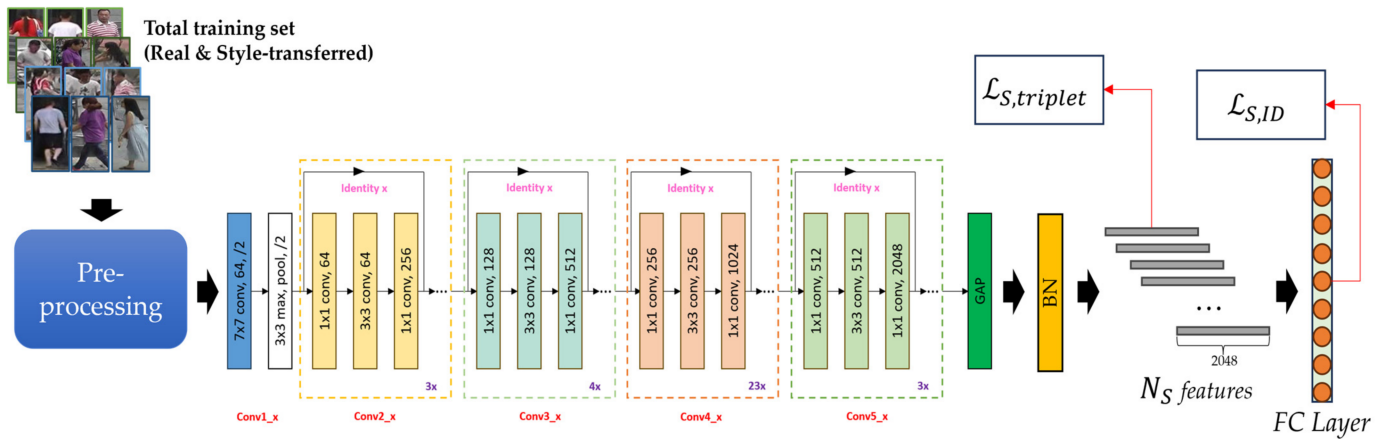 Total training set
(Real & Style-transferred)
Pre-
processing
7x7 conv, 64, /2
3x3 max, pool, /2
Conv1_x
Identity x
1x1 conv, 64
3x3 conv, 64
1x1 conv, 256
...
3x
Conv2_x
Identity x
1x1 conv, 128
3x3 conv, 128
1x1 conv, 512
...
4x
Conv3_x
Identity x
1x1 conv, 256
3x3 conv, 256
1x1 conv, 1024
...
23x
Conv4_x
Identity x
1x1 conv, 512
3x3 conv, 512
1x1 conv, 2048
...
3x
Conv5_x
GAP
BN
ℒS,triplet
ℒS,ID
...
2048
NS features
FC Layer